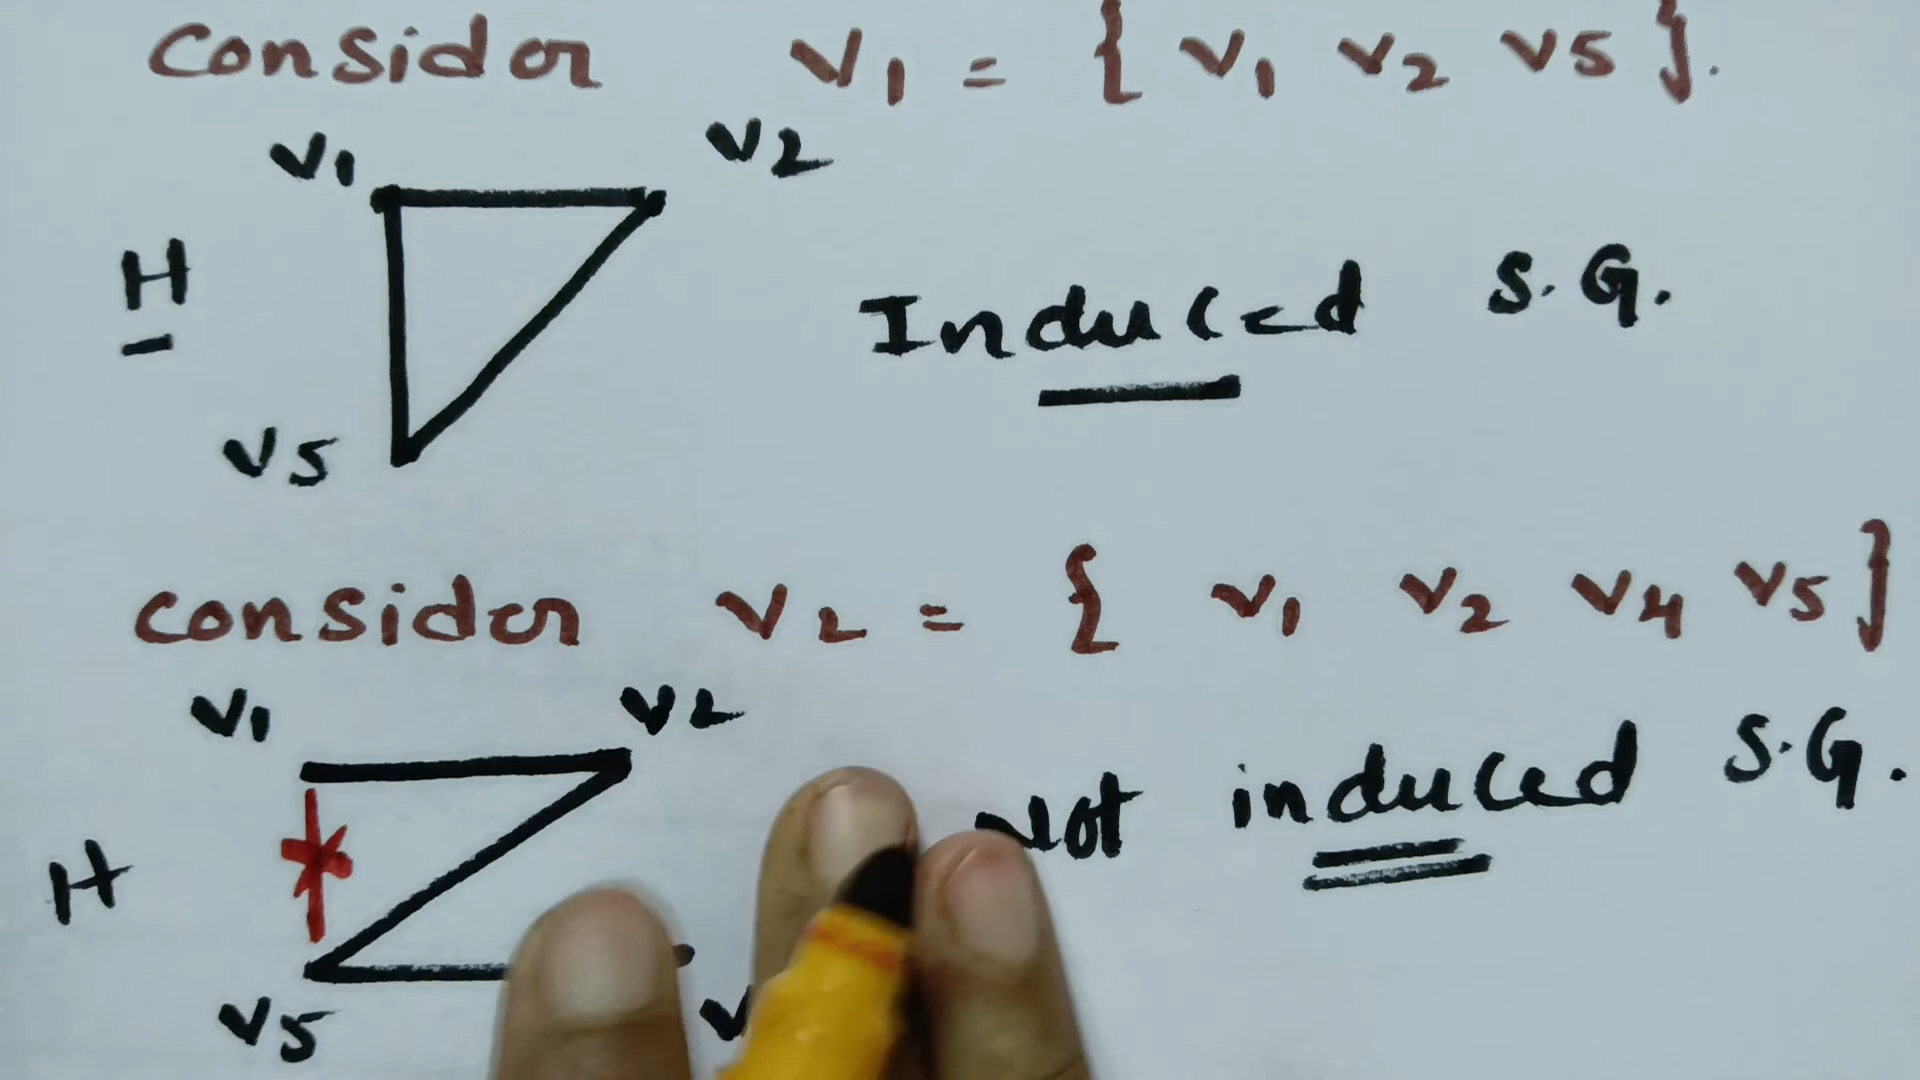 Consider V1 = { V1 V2 V5 }.
V1 V2
H Induced S.G.
V5
Consider V2 = { V1 V2 V4 V5 }
V1 V2
H Not induced S.G.
V5